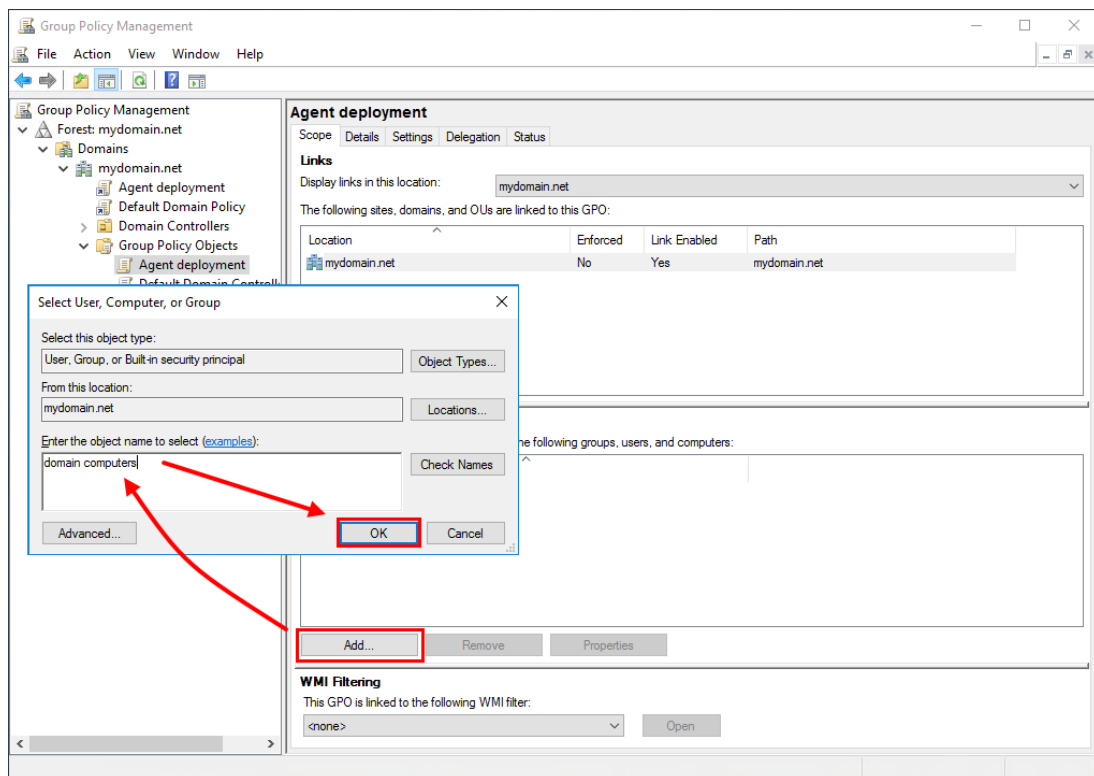 Group Policy Management
File Action View Window Help
Group Policy Management
Forest: mydomain.net
Domains
mydomain.net
Agent deployment
Default Domain Policy
Domain Controllers
Group Policy Objects
Agent deployment
Default Domain Controll
Agent deployment
Scope Details Settings Delegation Status
Links
Display links in this location: mydomain.net
The following sites, domains, and OUs are linked to this GPO:
Location Enforced Link Enabled Path
mydomain.net No Yes mydomain.net
Select User, Computer, or Group
Select this object type:
User, Group, or Built-in security principal Object Types...
From this location:
mydomain.net Locations...
Enter the object name to select (examples):
domain computers Check Names
Advanced... OK Cancel
he following groups, users, and computers:
Add... Remove Properties
WMI Filtering
This GPO is linked to the following WMI filter:
<none> Open